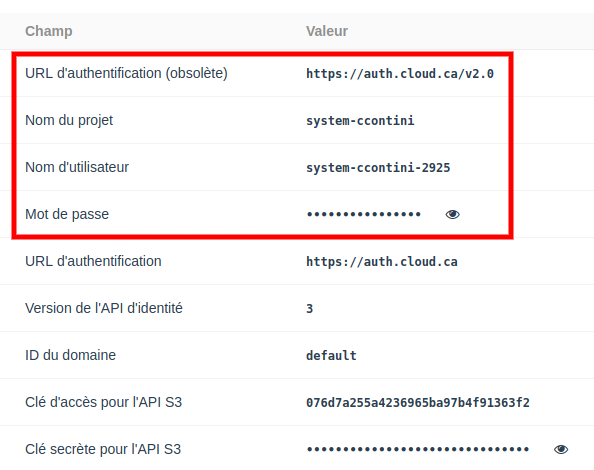 Champ Valeur
URL d'authentification (obsolète) https://auth.cloud.ca/v2.0
Nom du projet system-ccontini
Nom d'utilisateur system-ccontini-2925
Mot de passe ••••••••••••••••
URL d'authentification https://auth.cloud.ca
Version de l'API d'identité 3
ID du domaine default
Clé d'accès pour l'API S3 076d7a255a4236965ba97b4f91363f2
Clé secrète pour l'API S3 •••••••••••••••••••••••••••••••